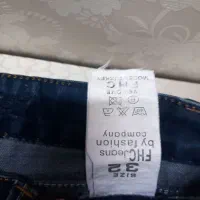 SIZE
32
FHC Jeans
by fashion
company
F H C